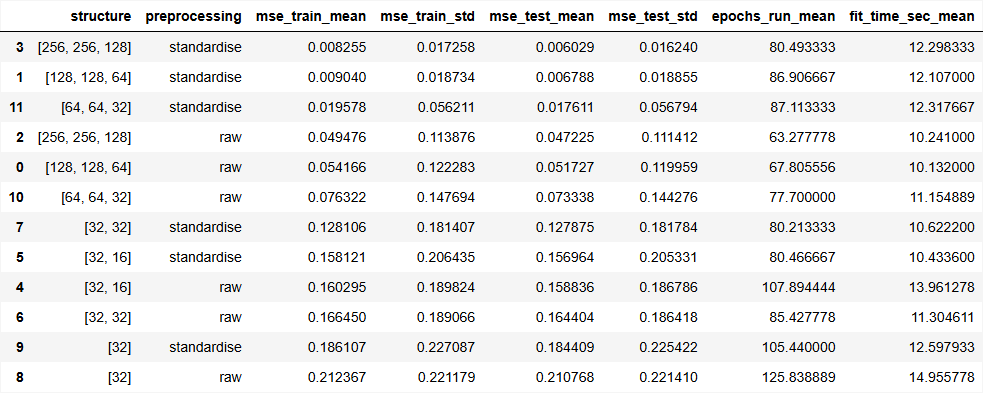 structure preprocessing mse_train_mean mse_train_std mse_test_mean mse_test_std epochs_run_mean fit_time_sec_mean
3 [256, 256, 128] standardise 0.008255 0.017258 0.006029 0.016240 80.493333 12.298333
1 [128, 128, 64] standardise 0.009040 0.018734 0.006788 0.018855 86.906667 12.107000
11 [64, 64, 32] standardise 0.019578 0.056211 0.017611 0.056794 87.113333 12.317667
2 [256, 256, 128] raw 0.049476 0.113876 0.047225 0.111412 63.277778 10.241000
0 [128, 128, 64] raw 0.054166 0.122283 0.051727 0.119959 67.805556 10.132000
10 [64, 64, 32] raw 0.076322 0.147694 0.073338 0.144276 77.700000 11.154889
7 [32, 32] standardise 0.128106 0.181407 0.127875 0.181784 80.213333 10.622200
5 [32, 16] standardise 0.158121 0.206435 0.156964 0.205331 80.466667 10.433600
4 [32, 16] raw 0.160295 0.189824 0.158836 0.186786 107.894444 13.961278
6 [32, 32] raw 0.166450 0.189066 0.164404 0.186418 85.427778 11.304611
9 [32] standardise 0.186107 0.227087 0.184409 0.225422 105.440000 12.597933
8 [32] raw 0.212367 0.221179 0.210768 0.221410 125.838889 14.955778